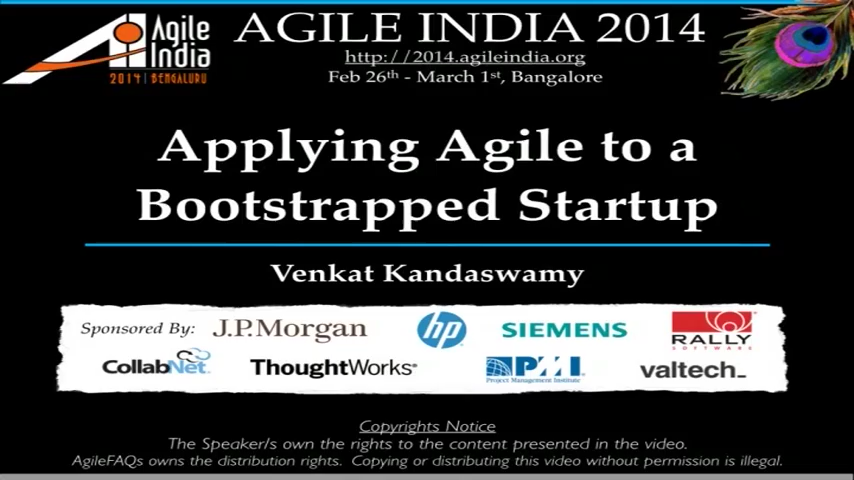 Agile
India
2014 | BENGALURU
AGILE INDIA 2014
http://2014.agileindia.org
Feb 26th - March 1st, Bangalore
Applying Agile to a
Bootstrapped Startup
Venkat Kandaswamy
Sponsored By: J.P.Morgan hp SIEMENS RALLY SOFTWARE
CollabNet ThoughtWorks® PMI Project Management Institute valtech_
Copyrights Notice
The Speaker/s own the rights to the content presented in the video.
AgileFAQs owns the distribution rights. Copying or distributing this video without permission is illegal.